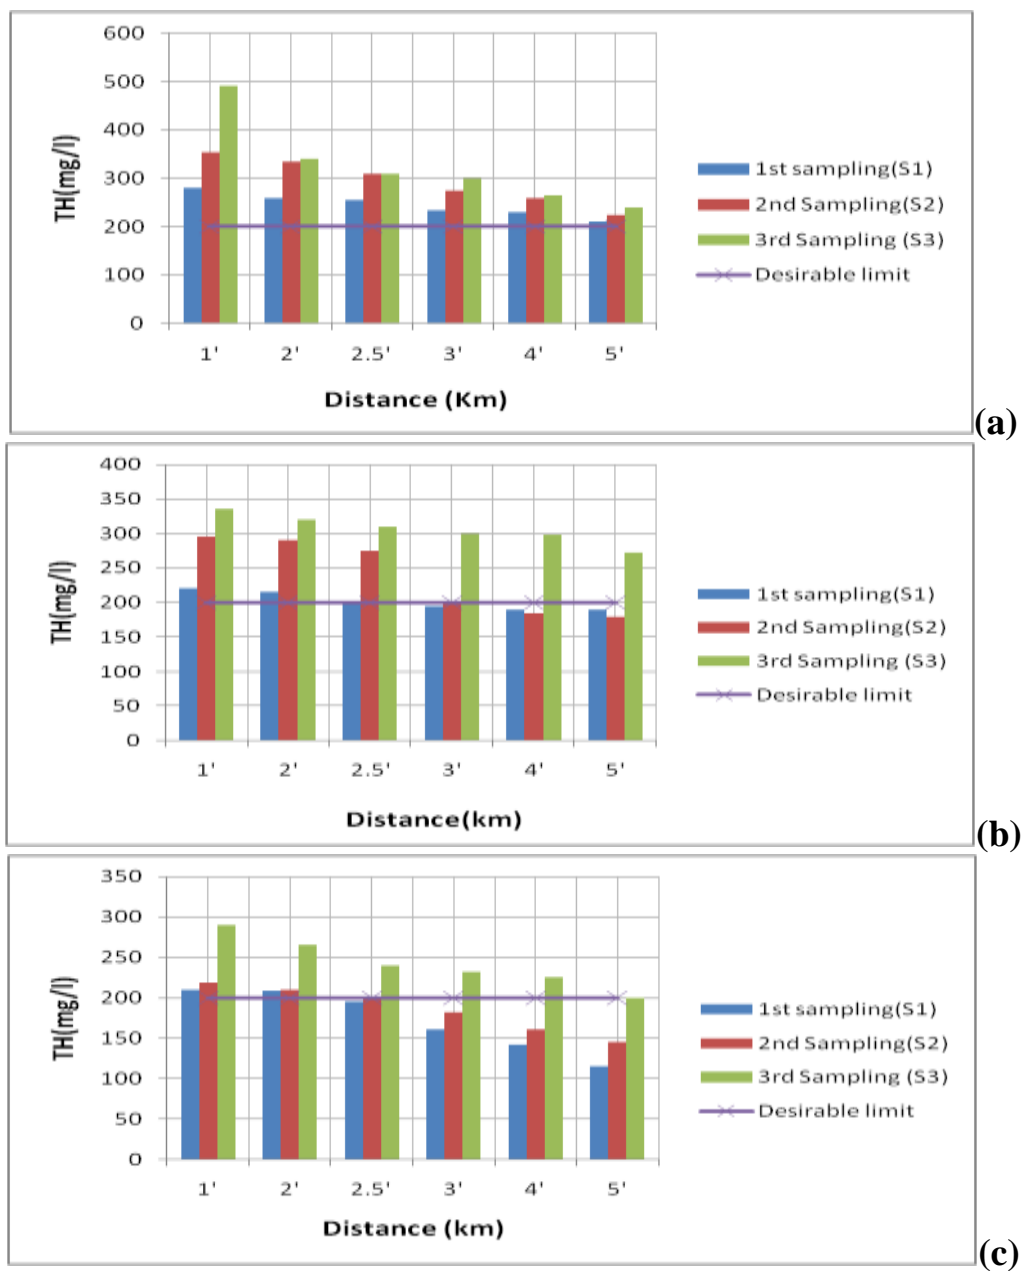 600
500
400
300
200
100
0
TH(mg/l)
1' 2' 2.5' 3' 4' 5'
Distance (Km)
1st sampling(S1)
2nd Sampling(S2)
3rd Sampling (S3)
Desirable limit
(a)
400
350
300
250
200
150
100
50
0
TH(mg/l)
1' 2' 2.5' 3' 4' 5'
Distance(km)
1st sampling(S1)
2nd Sampling(S2)
3rd Sampling (S3)
Desirable limit
(b)
350
300
250
200
150
100
50
0
TH(mg/l)
1' 2' 2.5' 3' 4' 5'
Distance (km)
1st sampling(S1)
2nd Sampling(S2)
3rd Sampling (S3)
Desirable limit
(c)